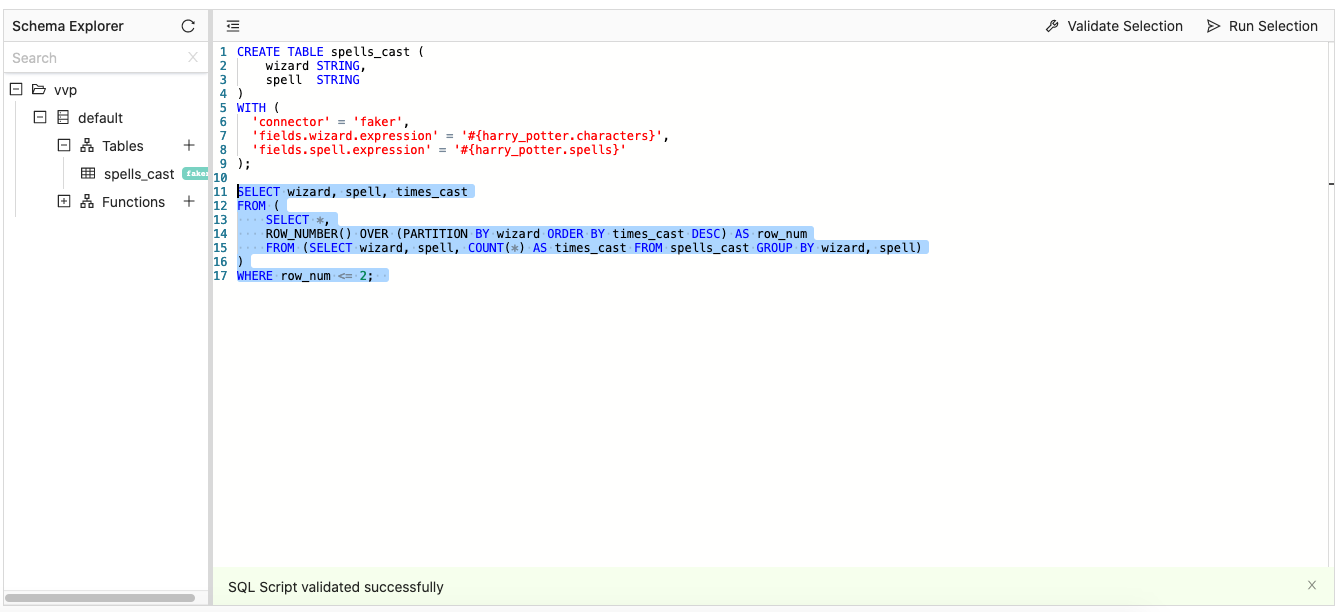 Schema Explorer
Validate Selection
Run Selection
Search
vvp
default
Tables
spells_cast faker
Functions
1 CREATE TABLE spells_cast (
2     wizard STRING,
3     spell  STRING
4 )
5 WITH (
6   'connector' = 'faker',
7   'fields.wizard.expression' = '#{harry_potter.characters}',
8   'fields.spell.expression' = '#{harry_potter.spells}'
9 );
10
11 SELECT wizard, spell, times_cast
12 FROM (
13     SELECT *,
14     ROW_NUMBER() OVER (PARTITION BY wizard ORDER BY times_cast DESC) AS row_num
15     FROM (SELECT wizard, spell, COUNT(*) AS times_cast FROM spells_cast GROUP BY wizard, spell)
16 )
17 WHERE row_num <= 2;
SQL Script validated successfully